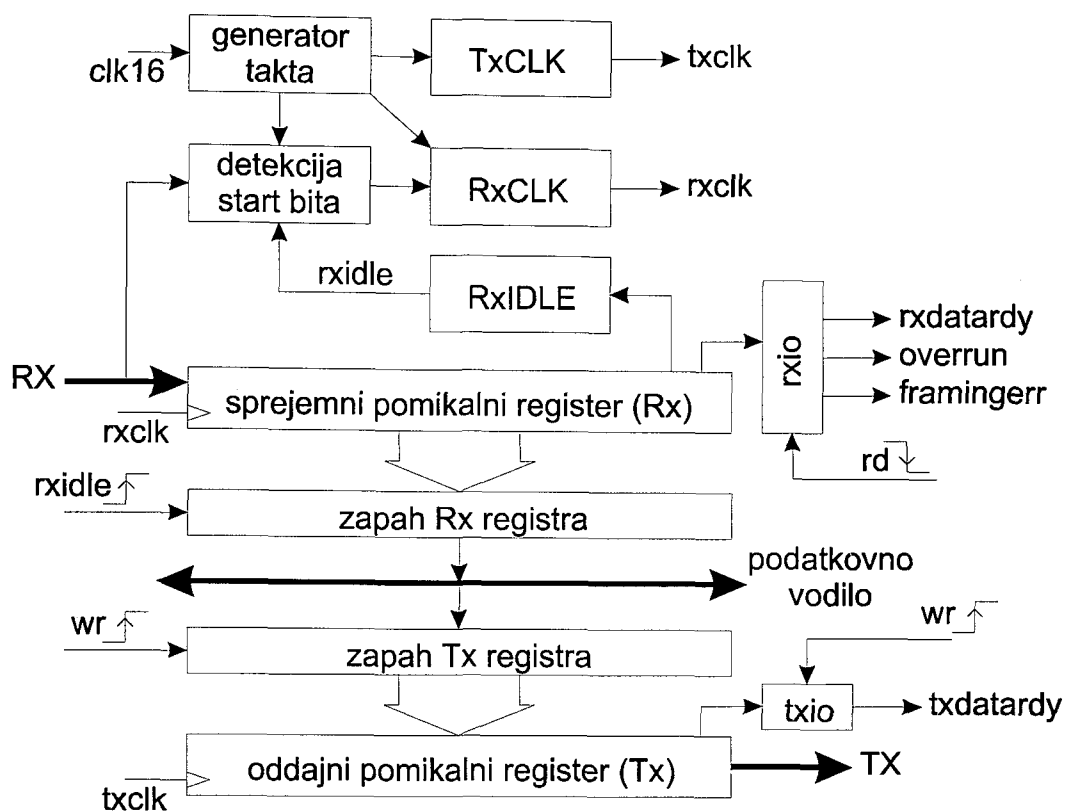 generator
takta
clk16
TxCLK
txclk
detekcija
start bita
RxCLK
rxclk
rxidle
RxIDLE
rxio
rxdatardy
overrun
framingerr
RX
sprejemni pomikalni register (Rx)
rxclk
rd
rxidle
zapah Rx registra
podatkovno
vodilo
wr
wr
zapah Tx registra
txio
txdatardy
oddajni pomikalni register (Tx)
TX
txclk